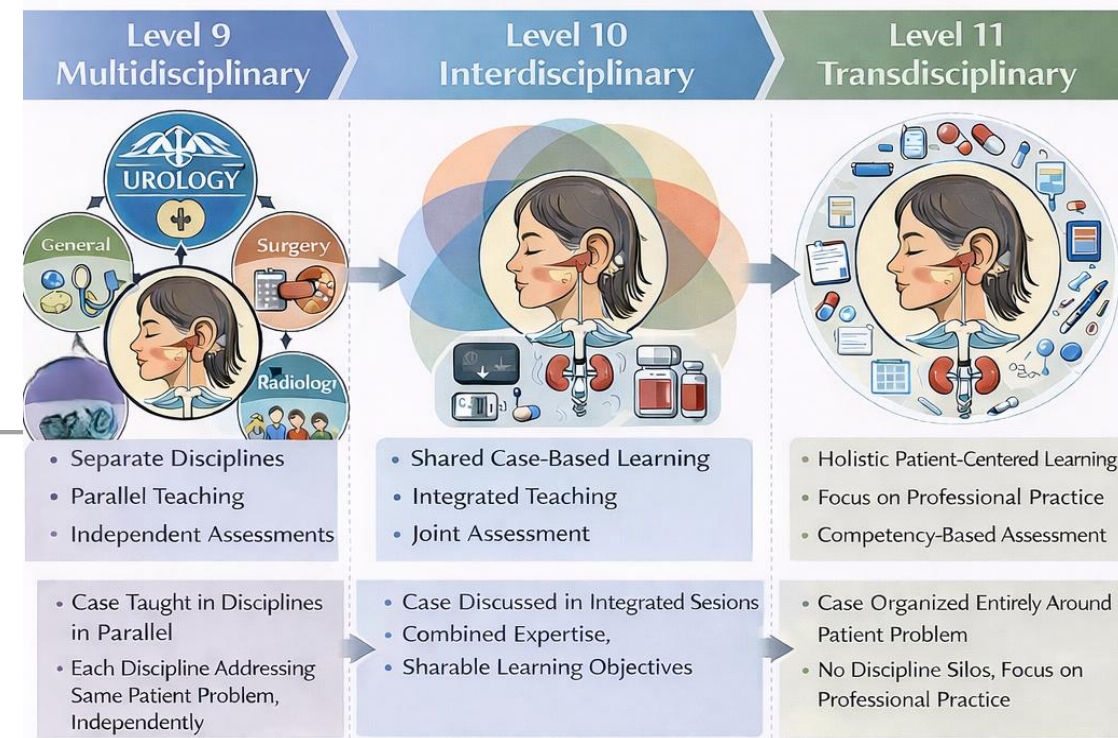 Level 9
Multidisciplinary
Level 10
Interdisciplinary
Level 11
Transdisciplinary
UROLOGY
General
Surgery
Radiologi
• Separate Disciplines
• Parallel Teaching
• Independent Assessments
• Shared Case-Based Learning
• Integrated Teaching
• Joint Assessment
• Holistic Patient-Centered Learning
• Focus on Professional Practice
• Competency-Based Assessment
• Case Taught in Disciplines
in Parallel
• Each Discipline Addressing
Same Patient Problem,
Independently
• Case Discussed in Integrated Sesions
• Combined Expertise,
• Sharable Learning Objectives
• Case Organized Entirely Around
Patient Problem
• No Discipline Silos, Focus on
Professional Practice